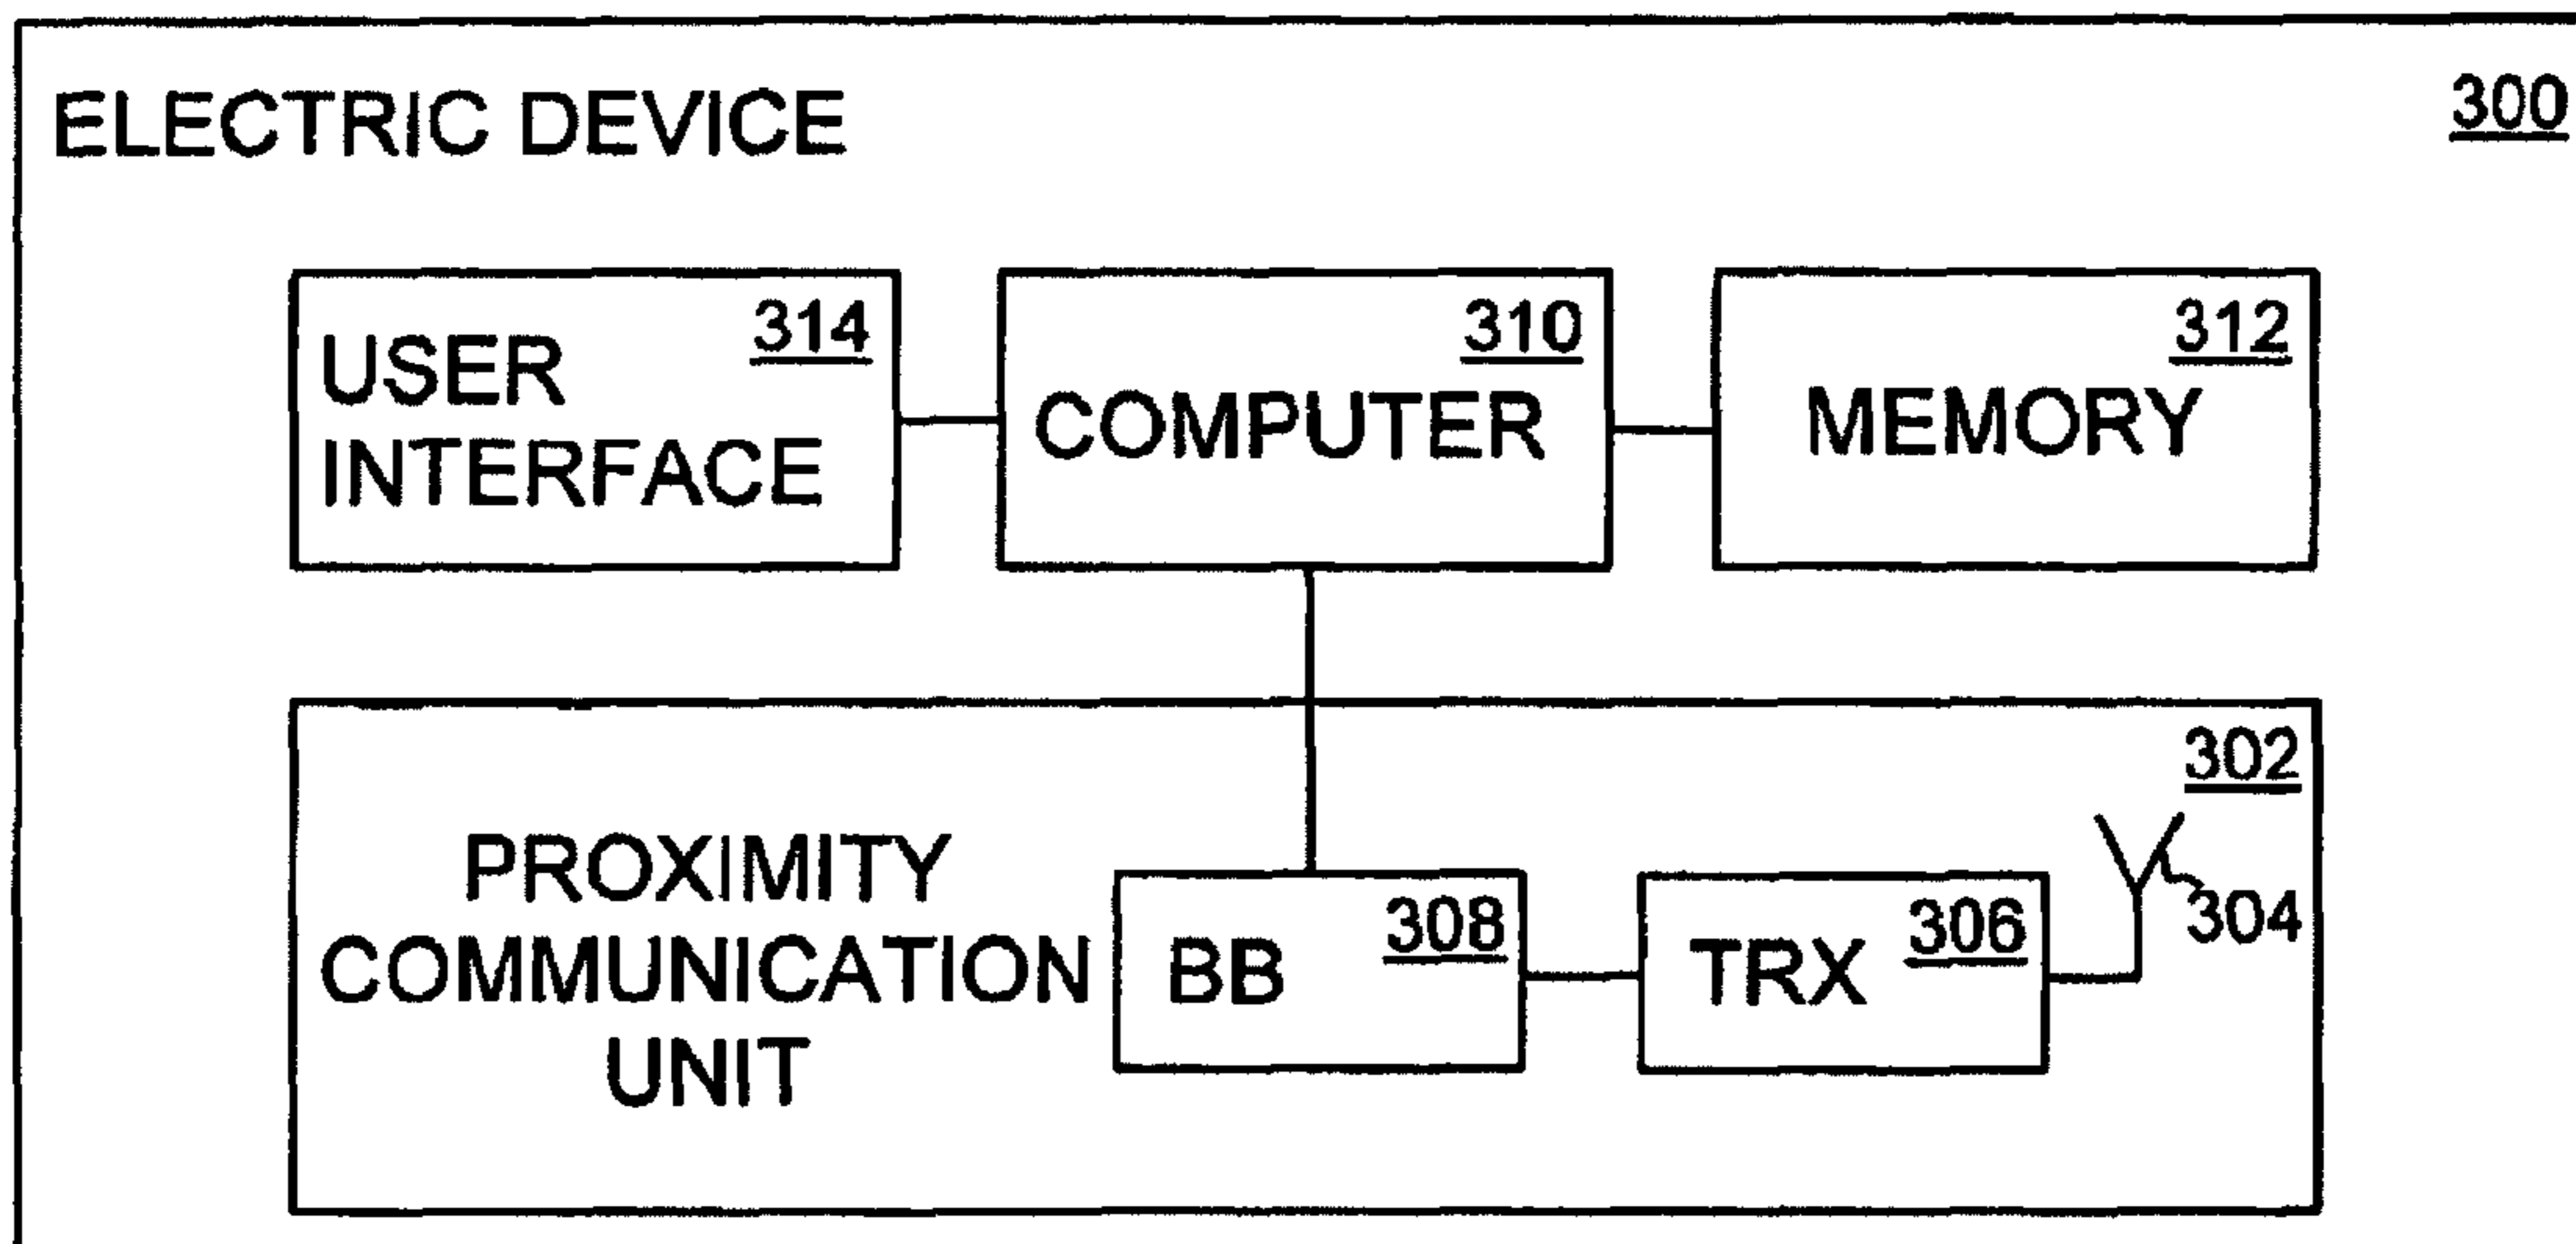 ELECTRIC DEVICE
300
314
USER
INTERFACE
310
COMPUTER
312
MEMORY
302
PROXIMITY
COMMUNICATION
UNIT
308
BB
306
TRX
304